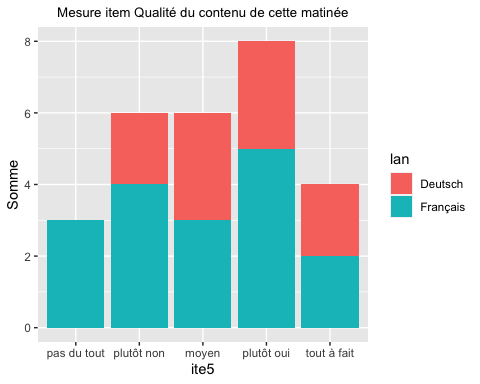 Mesure item Qualité du contenu de cette matinée
8
6
4
2
0
Somme
pas du tout plutôt non moyen plutôt oui tout à fait
ite5
lan
Deutsch
Français